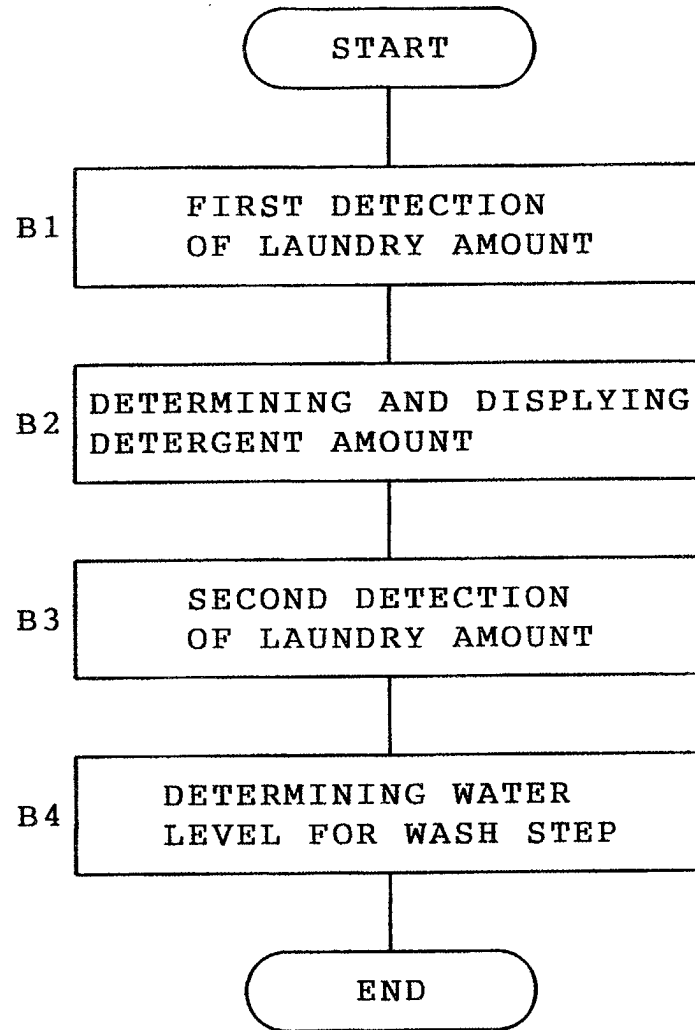 START
B1
FIRST DETECTION
OF LAUNDRY AMOUNT
B2
DETERMINING AND DISPLYING
DETERGENT AMOUNT
B3
SECOND DETECTION
OF LAUNDRY AMOUNT
B4
DETERMINING WATER
LEVEL FOR WASH STEP
END